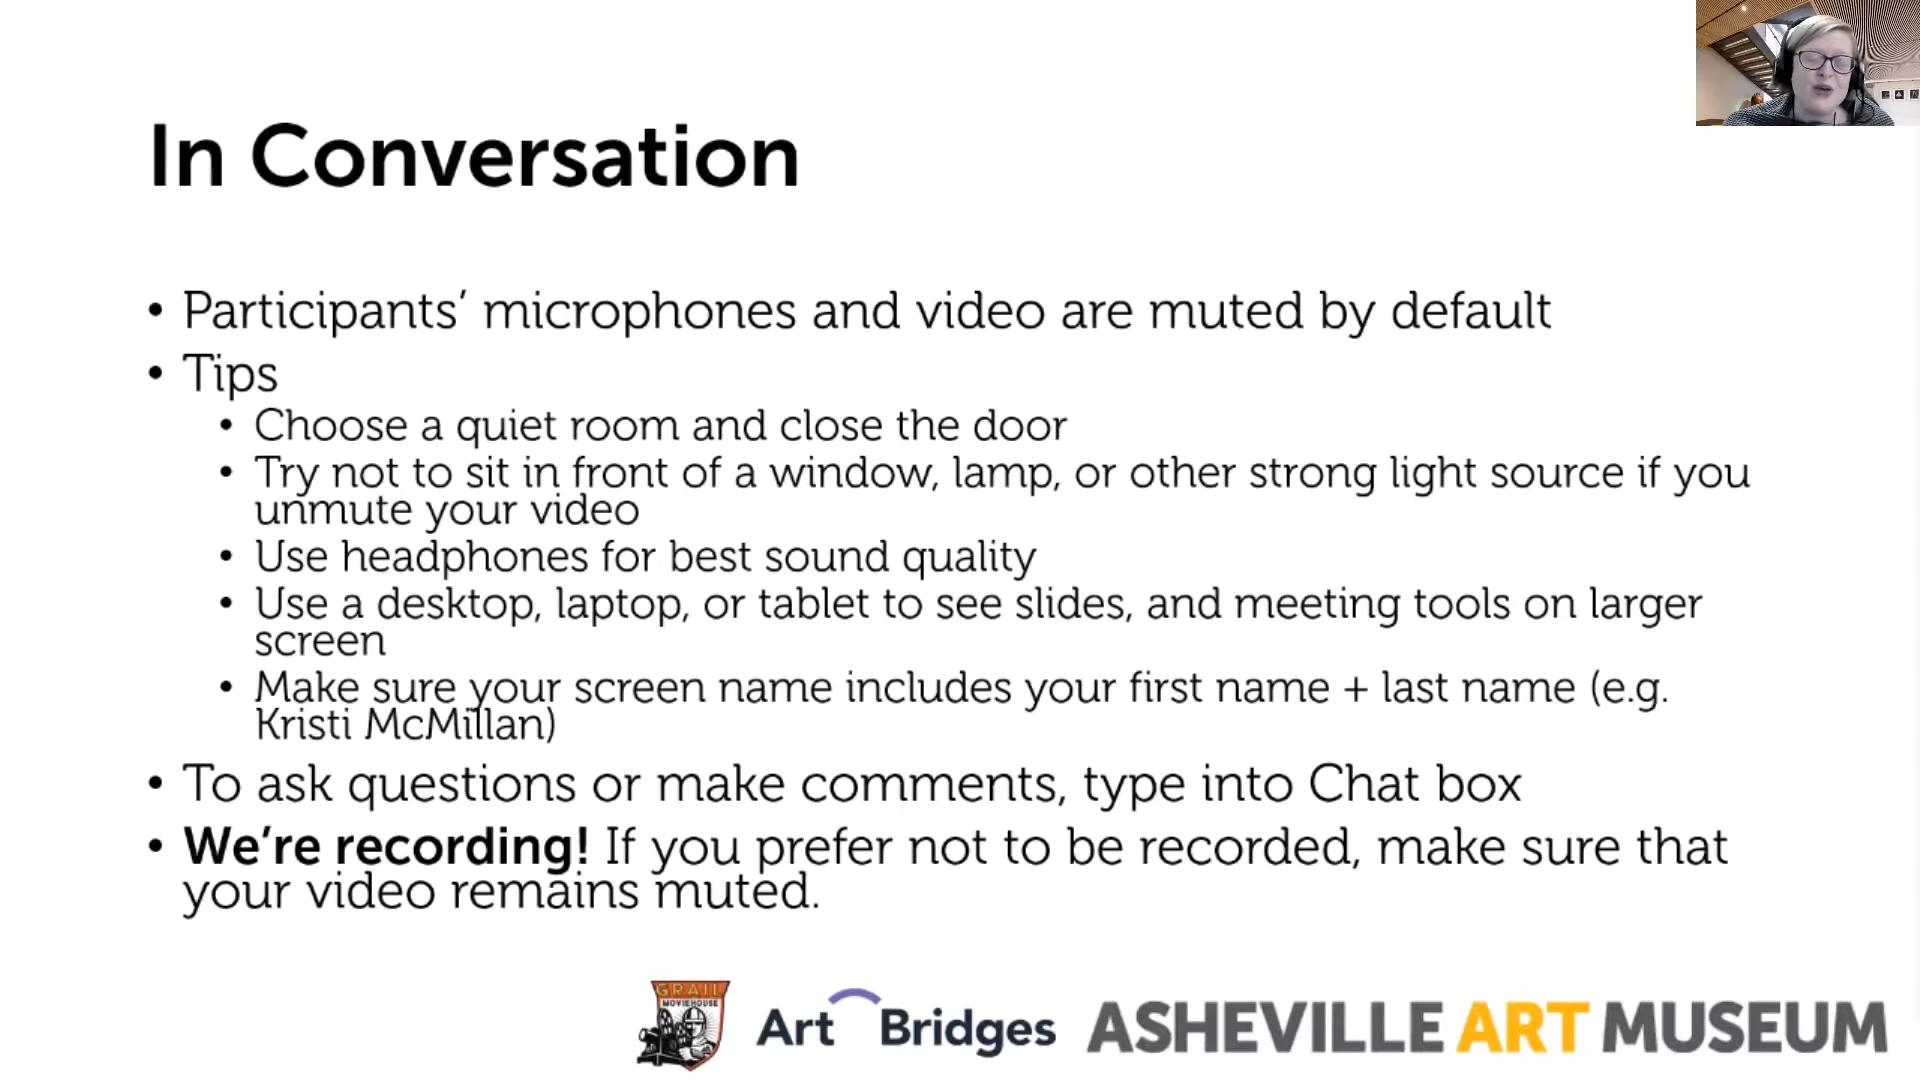 In Conversation
• Participants’ microphones and video are muted by default
• Tips
• Choose a quiet room and close the door
• Try not to sit in front of a window, lamp, or other strong light source if you
unmute your video
• Use headphones for best sound quality
• Use a desktop, laptop, or tablet to see slides, and meeting tools on larger
screen
• Make sure your screen name includes your first name + last name (e.g.
Kristi McMillan)
• To ask questions or make comments, type into Chat box
• We’re recording! If you prefer not to be recorded, make sure that
your video remains muted.
GRAIL
MOVIEHOUSE
Art Bridges
ASHEVILLE ART MUSEUM